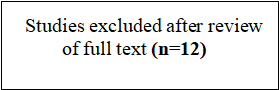 Studies excluded after review
of full text (n=12)